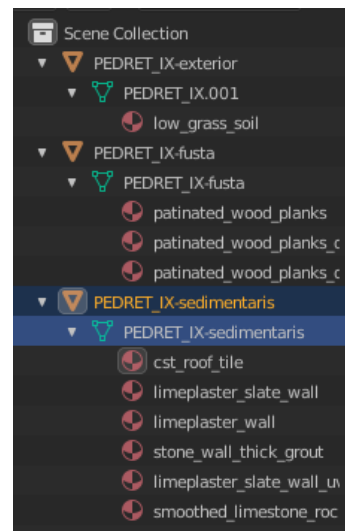 Scene Collection
PEDRET_IX-exterior
PEDRET_IX.001
low_grass_soil
PEDRET_IX-fusta
PEDRET_IX-fusta
patinated_wood_planks
patinated_wood_planks_c
patinated_wood_planks_c
PEDRET_IX-sedimentaris
PEDRET_IX-sedimentaris
cst_roof_tile
limeplaster_slate_wall
limeplaster_wall
stone_wall_thick_grout
limeplaster_slate_wall_uv
smoothed_limestone_roc